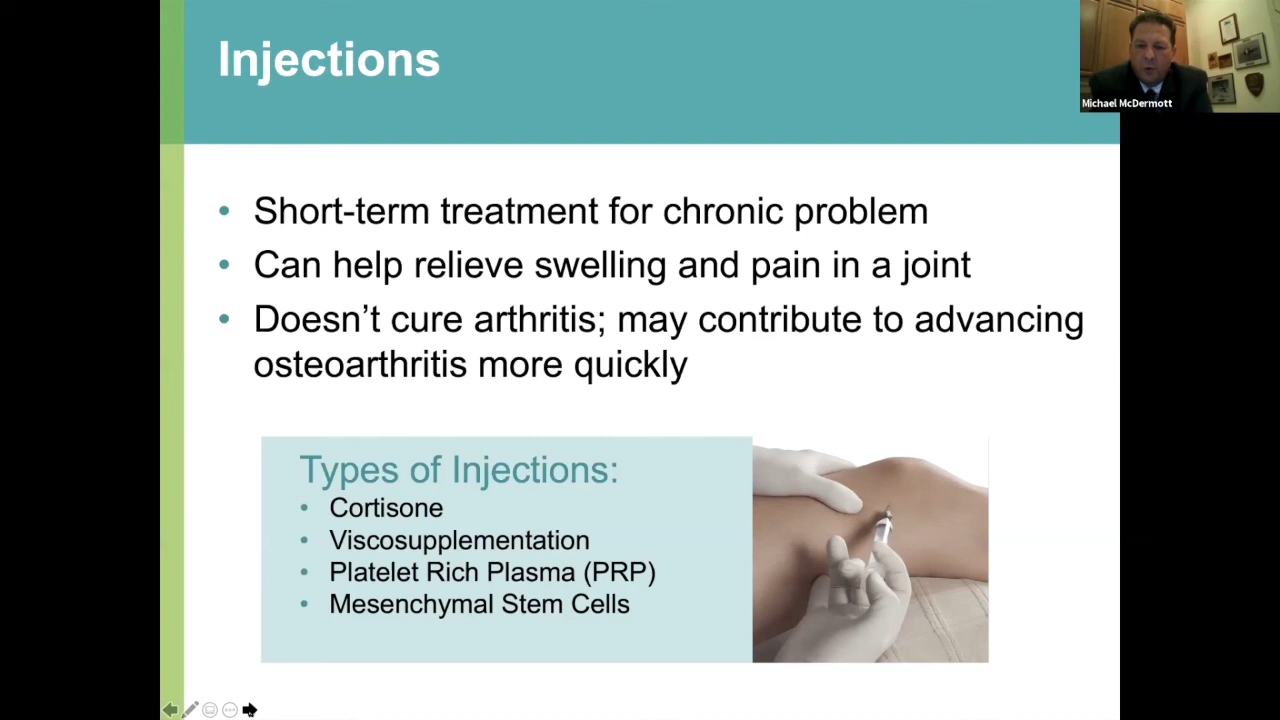 Injections
Michael McDermott
• Short-term treatment for chronic problem
• Can help relieve swelling and pain in a joint
• Doesn’t cure arthritis; may contribute to advancing
osteoarthritis more quickly
Types of Injections:
• Cortisone
• Viscosupplementation
• Platelet Rich Plasma (PRP)
• Mesenchymal Stem Cells